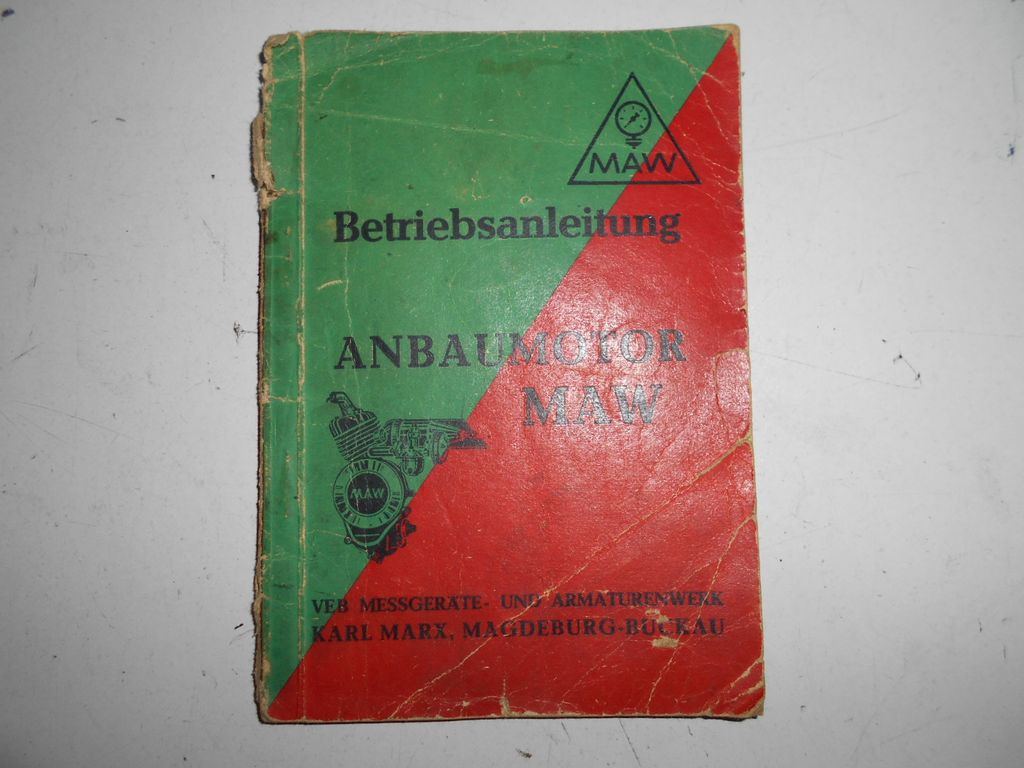 MAW
Betriebsanleitung
ANBAUMOTOR
MAW
MAW
VEB MESSGERÄTE- UND ARMATURENWERK
KARL MARX, MAGDEBURG-BUCKAU